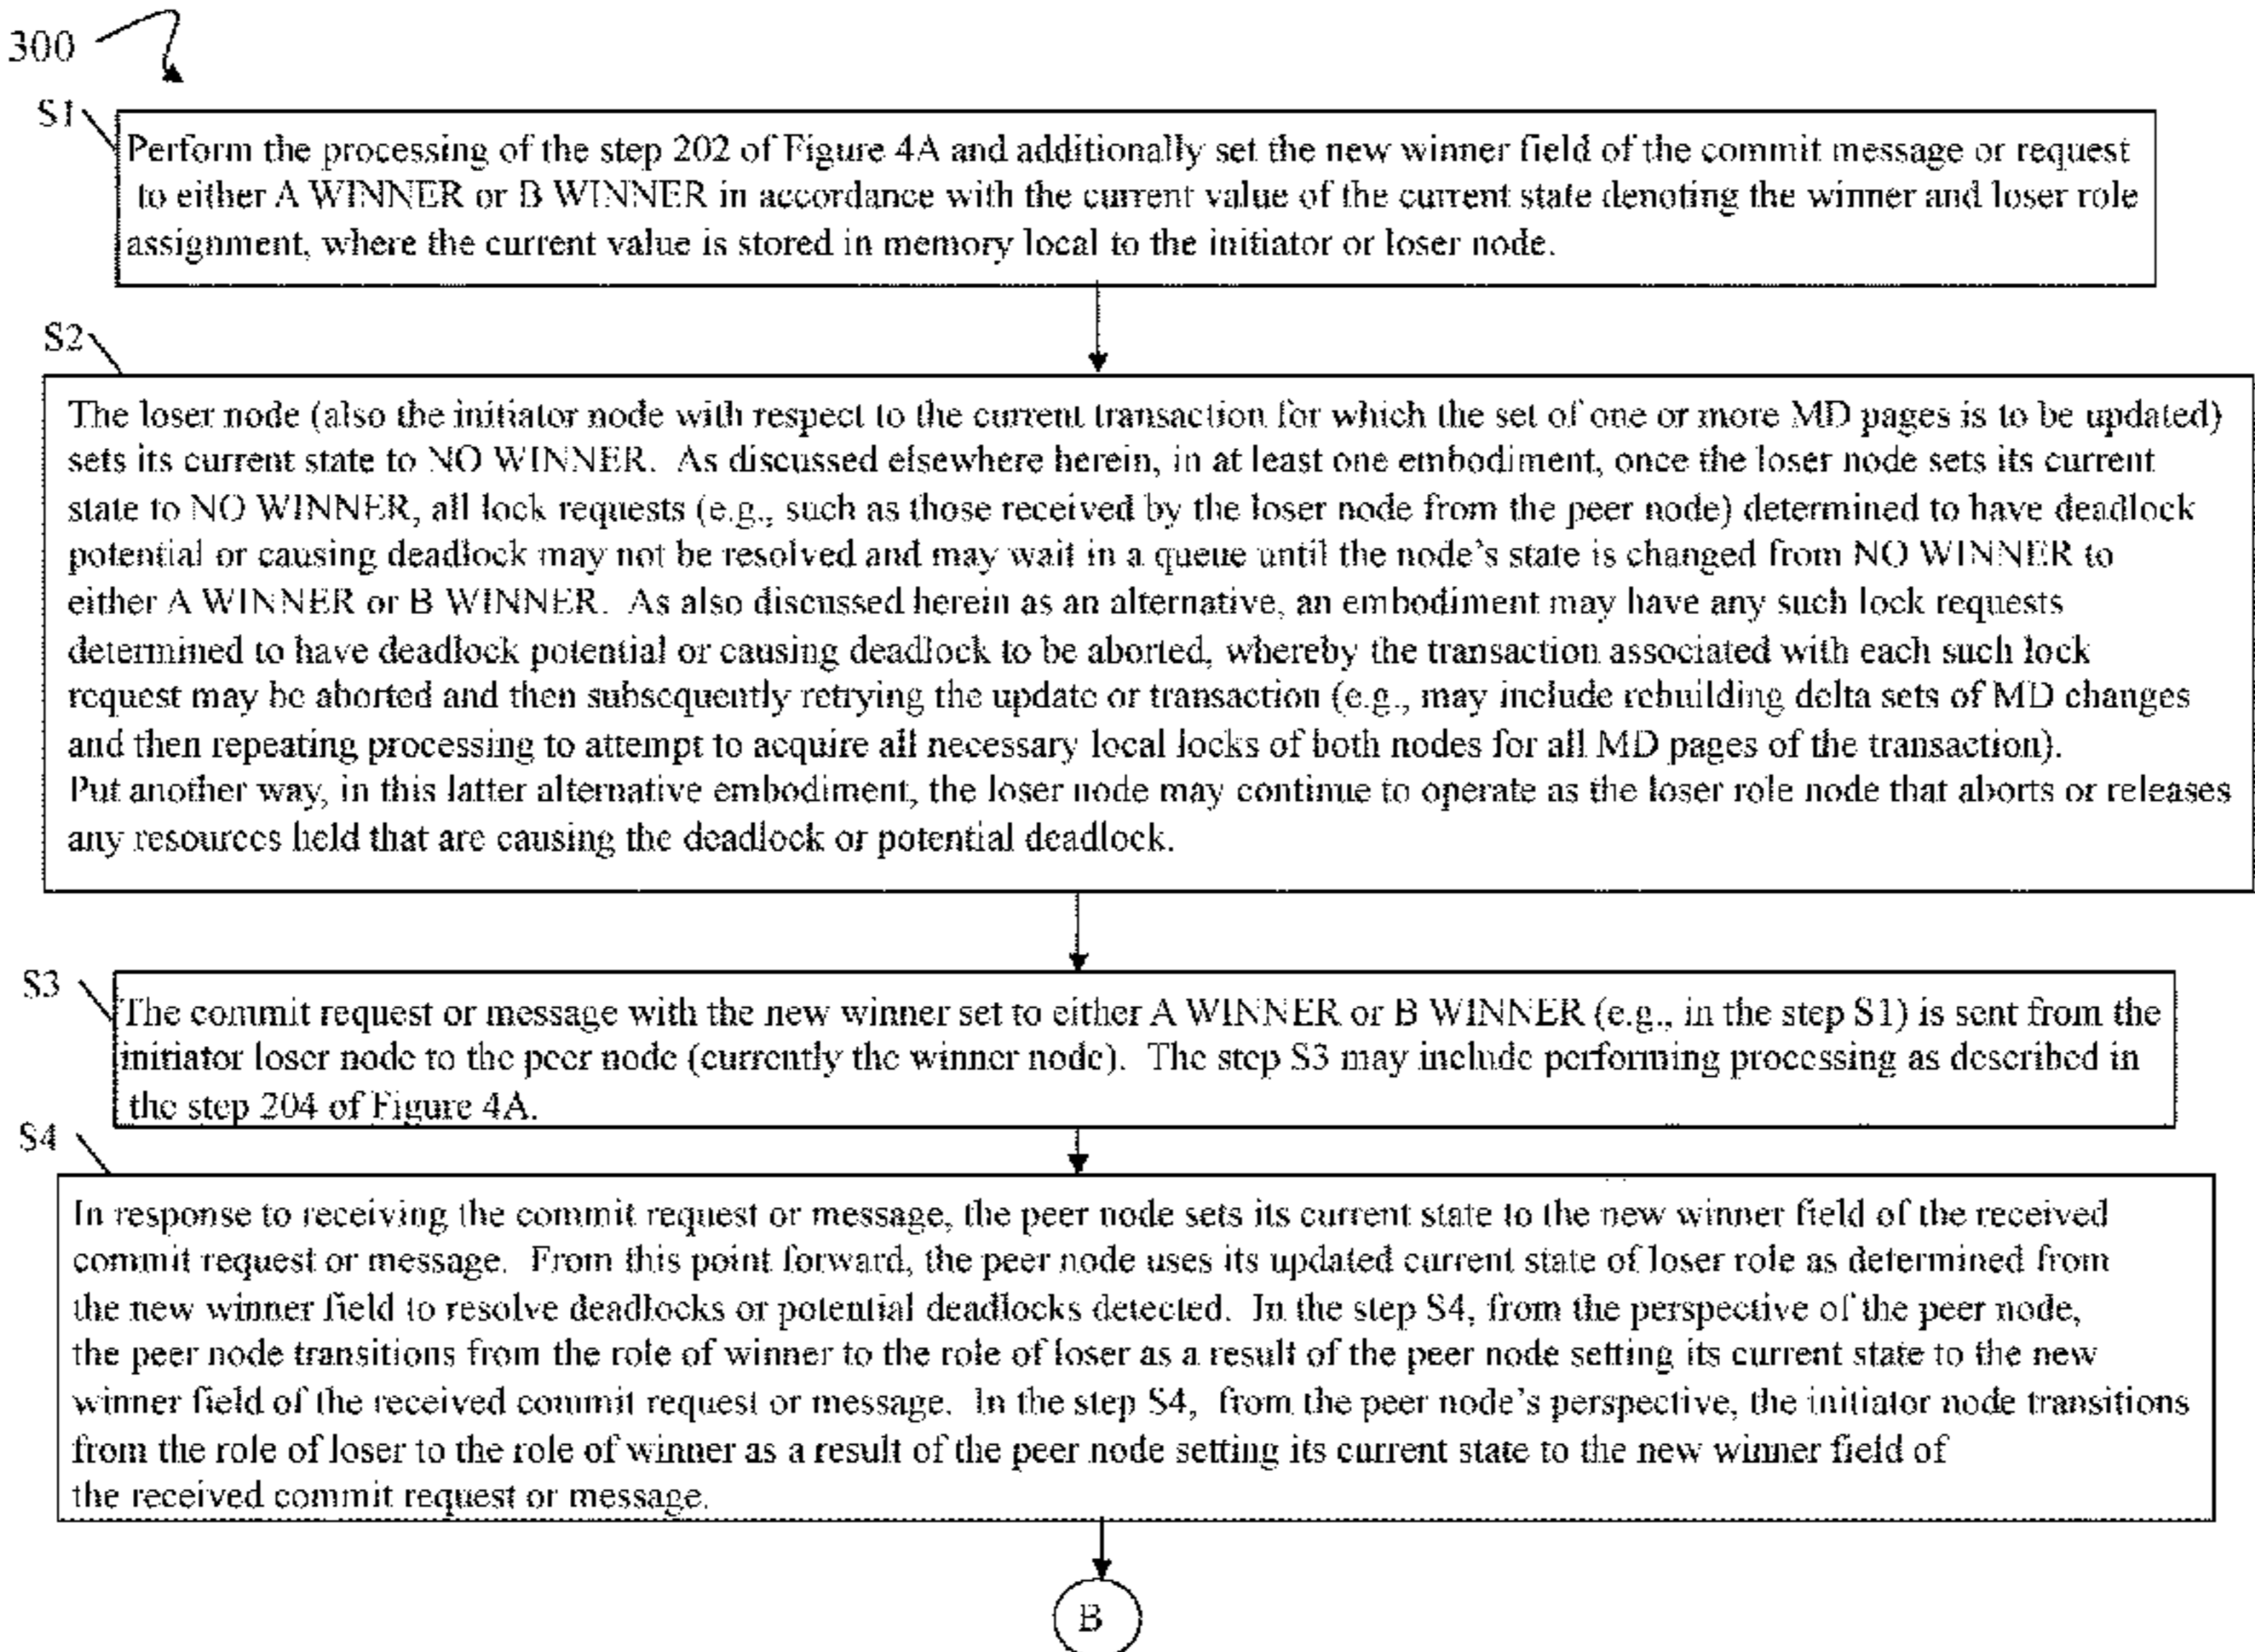 300
S1
Perform the processing of the step 202 of Figure 4A and additionally set the new winner field of the commit message or request
to either A WINNER or B WINNER in accordance with the current value of the current state denoting the winner and loser role
assignment, where the current value is stored in memory local to the initiator or loser node.
S2
The loser node (also the initiator node with respect to the current transaction for which the set of one or more MD pages is to be updated)
sets its current state to NO WINNER. As discussed elsewhere herein, in at least one embodiment, once the loser node sets its current
state to NO WINNER, all lock requests (e.g., such as those received by the loser node from the peer node) determined to have deadlock
potential or causing deadlock may not be resolved and may wait in a queue until the node's state is changed from NO WINNER to
either A WINNER or B WINNER. As also discussed herein as an alternative, an embodiment may have any such lock requests
determined to have deadlock potential or causing deadlock to be aborted, whereby the transaction associated with each such lock
request may be aborted and then subsequently retrying the update or transaction (e.g., may include rebuilding delta sets of MD changes
and then repeating processing to attempt to acquire all necessary local locks of both nodes for all MD pages of the transaction).
Put another way, in this latter alternative embodiment, the loser node may continue to operate as the loser role node that aborts or releases
any resources held that are causing the deadlock or potential deadlock.
S3
The commit request or message with the new winner set to either A WINNER or B WINNER (e.g., in the step S1) is sent from the
initiator loser node to the peer node (currently the winner node). The step S3 may include performing processing as described in
the step 204 of Figure 4A.
S4
In response to receiving the commit request or message, the peer node sets its current state to the new winner field of the received
commit request or message. From this point forward, the peer node uses its updated current state of loser role as determined from
the new winner field to resolve deadlocks or potential deadlocks detected. In the step S4, from the perspective of the peer node,
the peer node transitions from the role of winner to the role of loser as a result of the peer node setting its current state to the new
winner field of the received commit request or message. In the step S4, from the peer node's perspective, the initiator node transitions
from the role of loser to the role of winner as a result of the peer node setting its current state to the new winner field of
the received commit request or message.
B